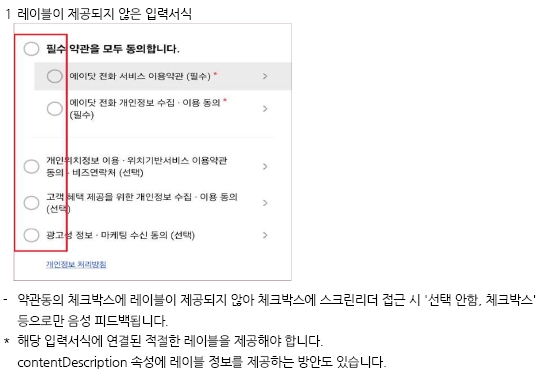 1 레이블이 제공되지 않은 입력서식
필수 약관을 모두 동의합니다.
에이닷 전화 서비스 이용약관 (필수) *
에이닷 전화 개인정보 수집 · 이용 동의 *
(필수)
개인위치정보 이용 · 위치기반서비스 이용약관
동의 · 비즈연락처 (선택)
고객 혜택 제공을 위한 개인정보 수집 · 이용 동의
(선택)
광고성 정보 · 마케팅 수신 동의 (선택)
개인정보 처리방침
- 약관동의 체크박스에 레이블이 제공되지 않아 체크박스에 스크린리더 접근 시 '선택 안함, 체크박스'
등으로만 음성 피드백됩니다.
* 해당 입력서식에 연결된 적절한 레이블을 제공해야 합니다.
contentDescription 속성에 레이블 정보를 제공하는 방안도 있습니다.